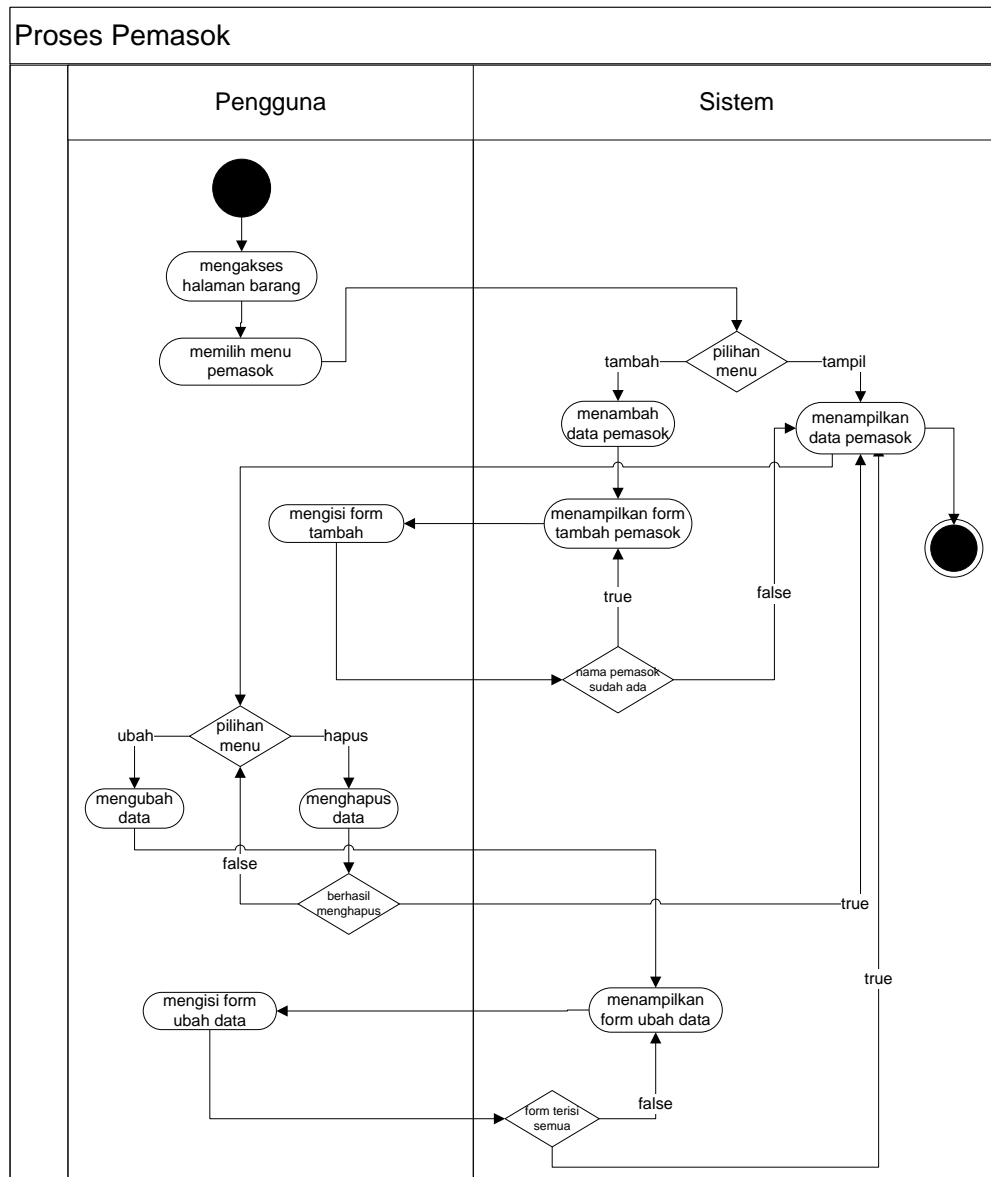 Proses Pemasok
Pengguna
Sistem
mengakses
halaman barang
memilih menu
pemasok
pilihan
menu
tambah
tampil
menambah
data pemasok
menampilkan
data pemasok
mengisi form
tambah
menampilkan form
tambah pemasok
true
false
nama pemasok
sudah ada
pilihan
menu
ubah
hapus
mengubah
data
menghapus
data
false
berhasil
menghapus
true
true
mengisi form
ubah data
menampilkan
form ubah data
form terisi
semua
false